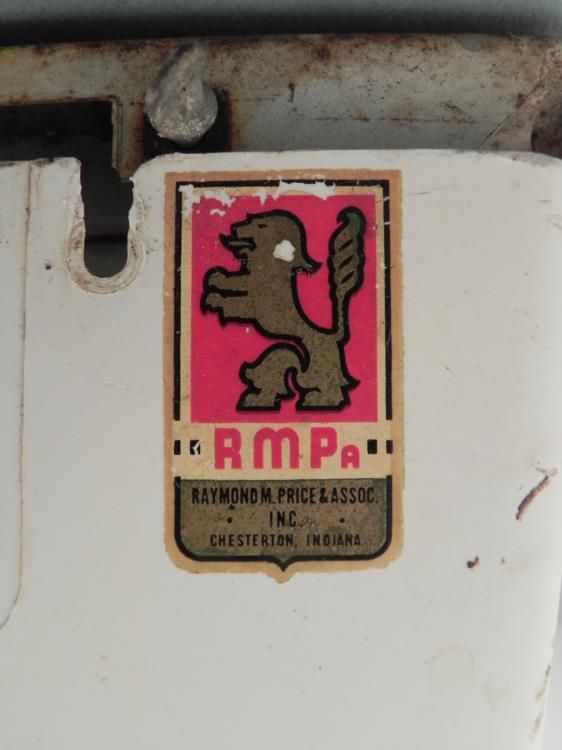 RMPA
RAYMOND M. PRICE & ASSOC.
· INC. ·
CHESTERTON, INDIANA